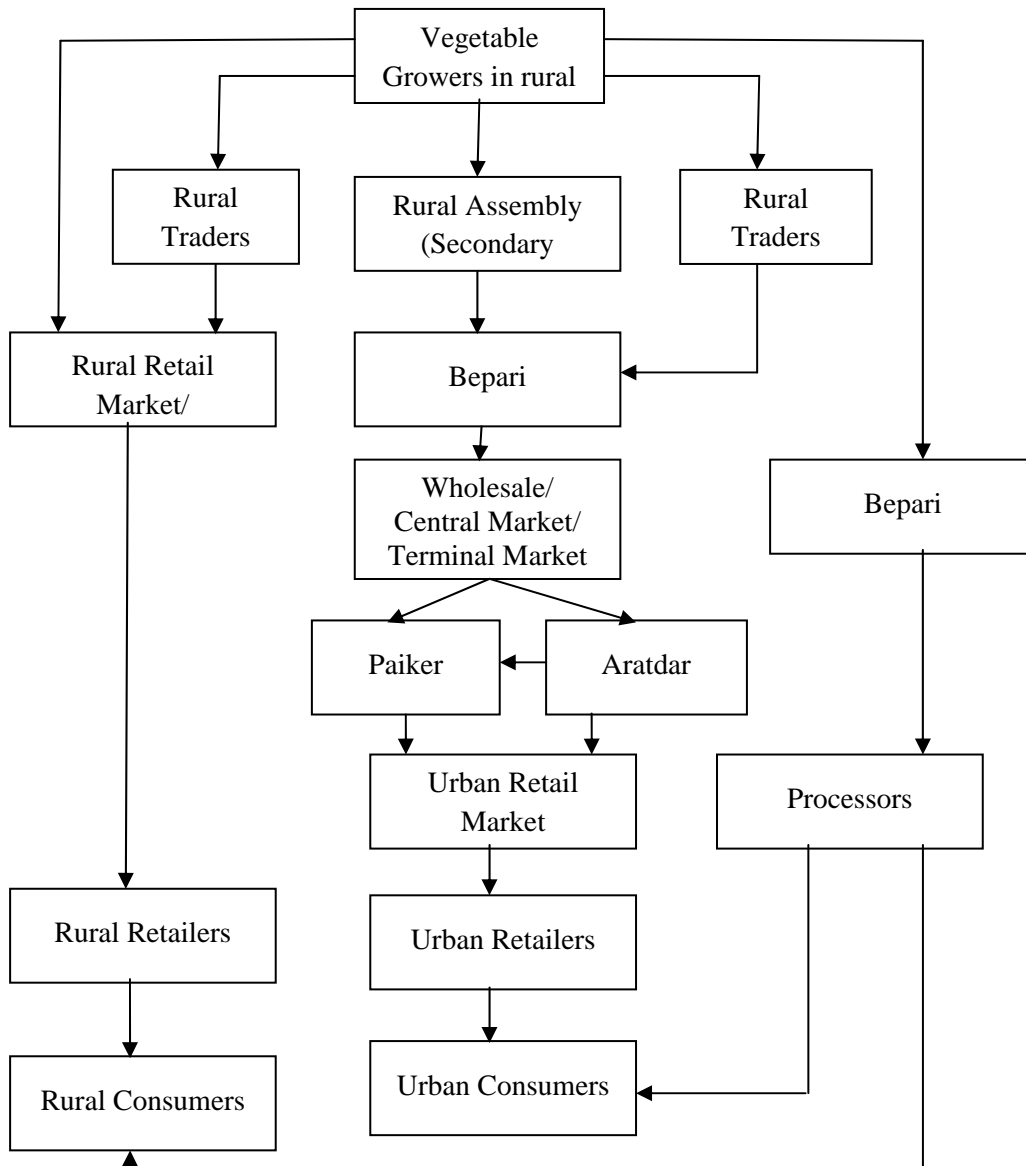 Vegetable
Growers in rural
Rural
Traders
Rural Assembly
(Secondary
Rural
Traders
Rural Retail
Market/
Bepari
Wholesale/
Central Market/
Terminal Market
Bepari
Paiker
Aratdar
Urban Retail
Market
Processors
Rural Retailers
Urban Retailers
Rural Consumers
Urban Consumers